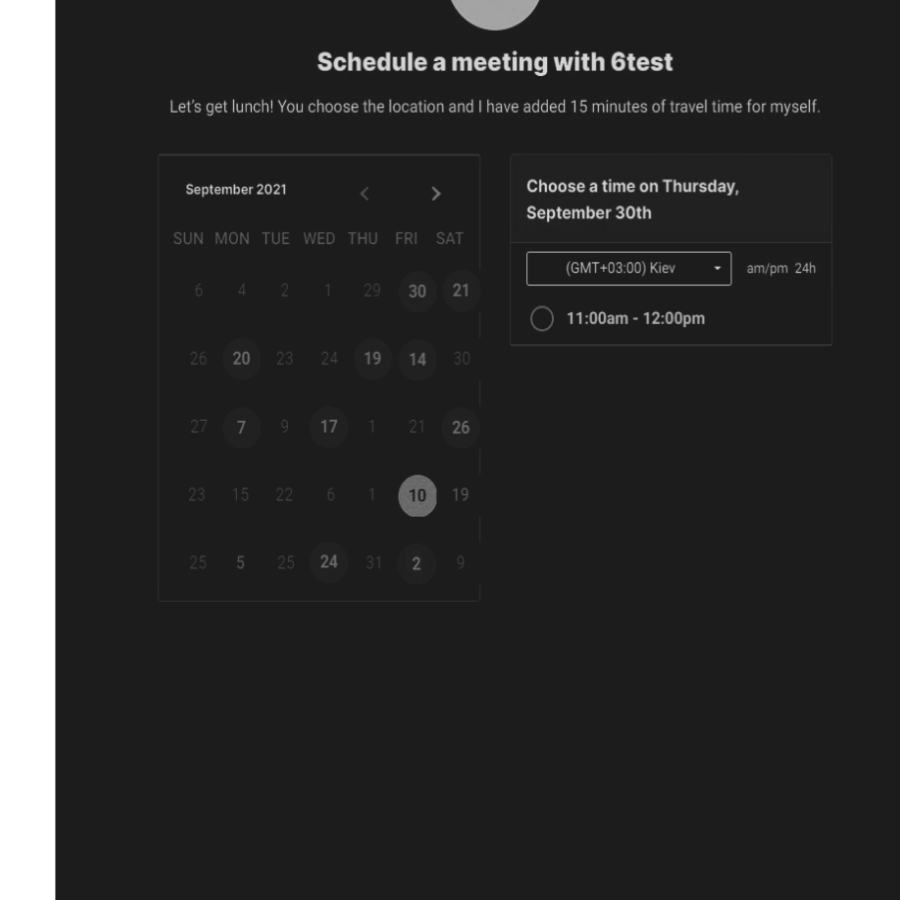 Schedule a meeting with 6test
Let's get lunch! You choose the location and I have added 15 minutes of travel time for myself.
September 2021
SUN MON TUE WED THU FRI SAT
6 4 2 1 29 30 21
26 20 23 24 19 14 30
27 7 9 17 1 21 26
23 15 22 6 1 10 19
25 5 25 24 31 2 9
Choose a time on Thursday,
September 30th
(GMT+03:00) Kiev am/pm 24h
11:00am - 12:00pm